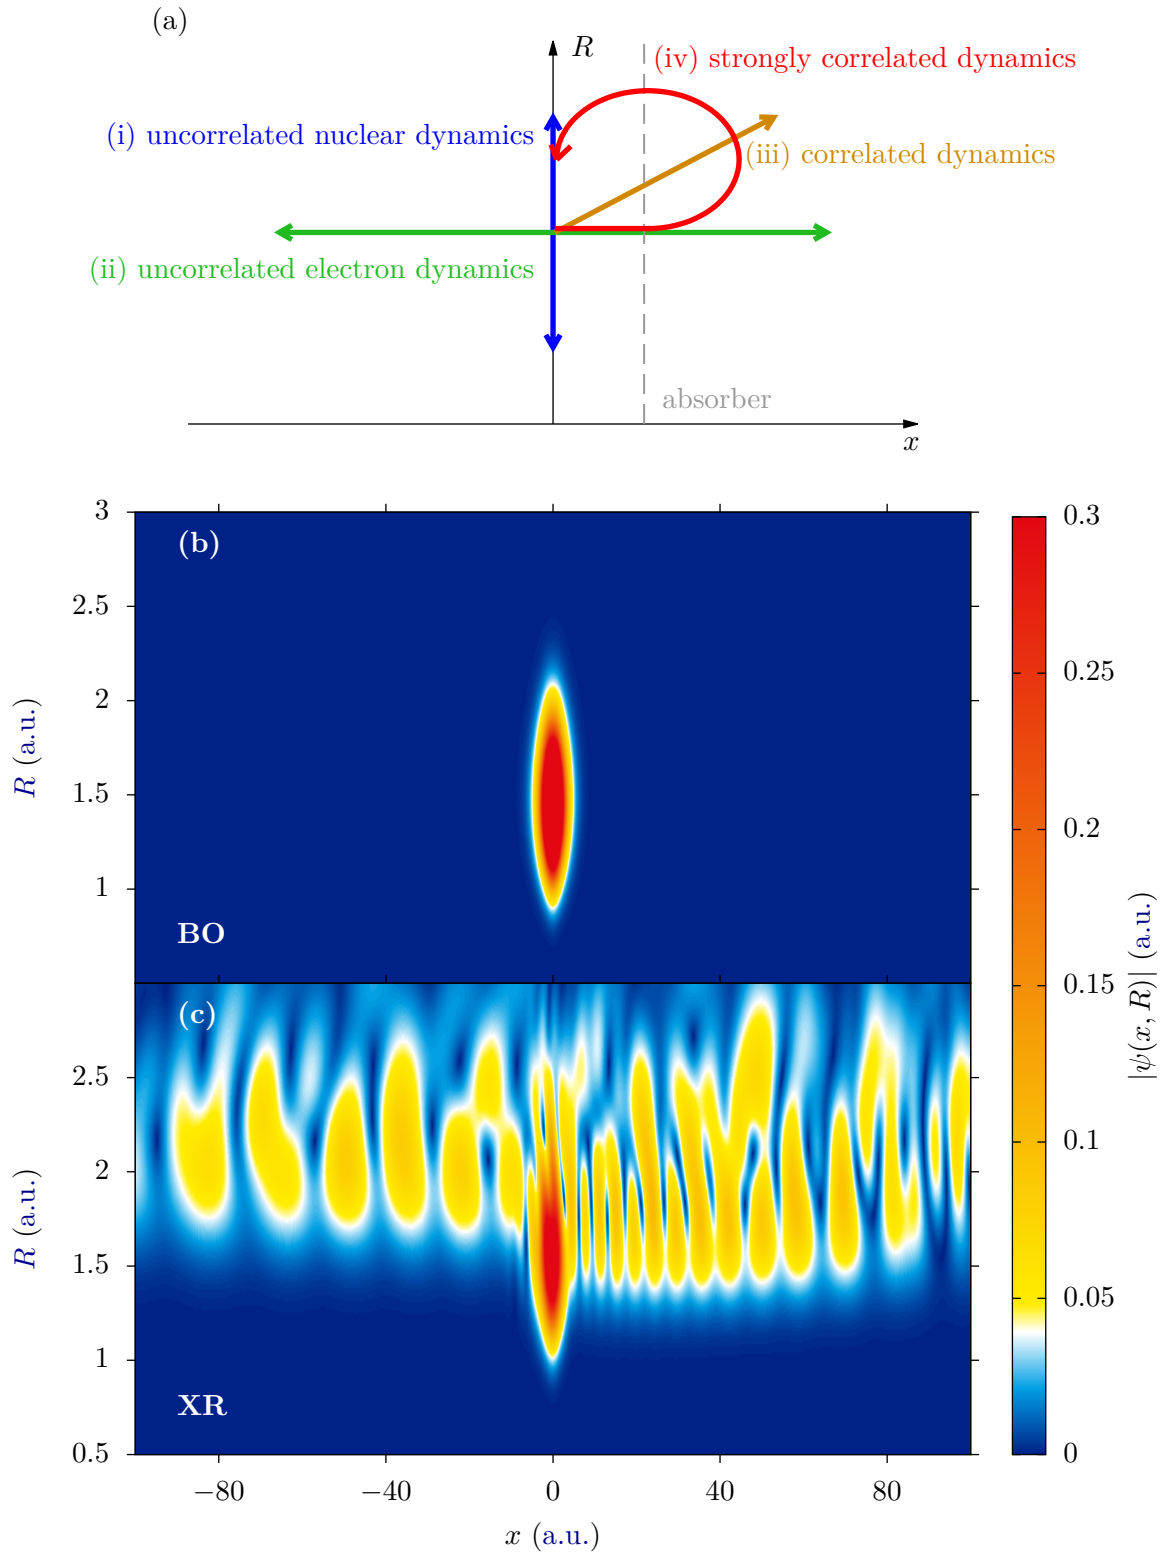 (a)
R
(iv) strongly correlated dynamics
(i) uncorrelated nuclear dynamics
(iii) correlated dynamics
(ii) uncorrelated electron dynamics
absorber
x
(b)
3
2.5
2
1.5
1
R (a.u.)
BO
(c)
2.5
2
1.5
1
0.5
R (a.u.)
XR
−80
−40
0
40
80
x (a.u.)
0.3
0.25
0.2
0.15
0.1
0.05
0
|ψ(x, R)| (a.u.)